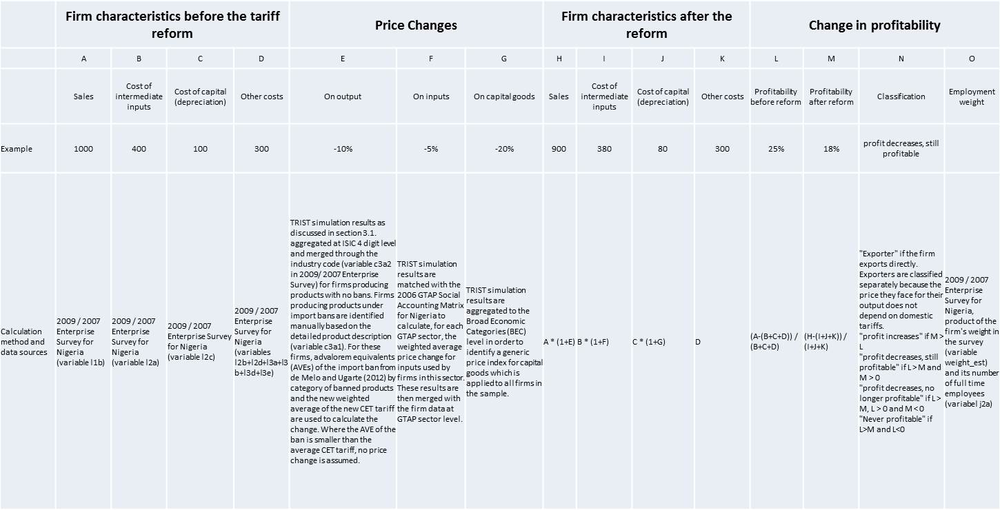 Firm characteristics before the tariff
reform
Price Changes
Firm characteristics after the
reform
Change in profitability
A
B
C
D
E
F
G
H
I
J
K
L
M
N
O
Sales
Cost of
intermediate
inputs
Cost of capital
(depreciation)
Other costs
On output
On inputs
On capital goods
Sales
Cost of
intermediate
inputs
Cost of capital
(depreciation)
Other costs
Profitability
before reform
Profitability
after reform
Classification
Employment
weight
Example
1000
400
100
300
-10%
-5%
-20%
900
380
80
300
25%
18%
profit decreases, still
profitable
Calculation
method and
data sources
2009 / 2007
Enterprise
Survey for
Nigeria
(variable l1b)
2009 / 2007
Enterprise
Survey for
Nigeria
(variable l2a)
2009 / 2007
Enterprise Survey
for Nigeria
(variable l2c)
2009 / 2007
Enterprise
Survey for
Nigeria
(variables
l2b+l2d+l3a+l3
b+l3d+l3e)
TRIST simulation results as
discussed in section 3.1.
aggregated at ISIC 4 digit level
and merged through the
industry code (variable c3a2
in 2009/ 2007 Enterprise
Survey) for firms producing
products with no bans. Firms
producing products under
import bans are identified
manually based on the
detailed product description
(variable c3a1). For these
firms, advalorem equivalents
(AVEs) of the import ban from
de Melo and Ugarte (2012) by
category of banned products
and the new weighted
average of the new CET tariff
are used to calculate the
change. Where the AVE of the
ban is smaller than the
average CET tariff, no price
change is assumed.
TRIST simulation
results are
matched with the
2006 GTAP Social
Accounting Matrix
for Nigeria to
calculate, for each
GTAP sector, the
weighted average
price change for
inputs used by
firms in this sector.
These results are
then merged with
the firm data at
GTAP sector level.
TRIST simulation
results are
aggregated to the
Broad Economic
Categories (BEC)
level in order to
identify a generic
price index for capital
goods which is
applied to all firms in
the sample.
A * (1+E)
B * (1+F)
C * (1+G)
D
(A-(B+C+D)) /
(B+C+D)
(H-(I+J+K)) /
(I+J+K)
"Exporter" if the firm
exports directly.
Exporters are classified
separately because the
price they face for their
output does not
depend on domestic
tariffs.
"profit increases" if M >
L
"profit decreases, still
profitable" if L > M and
M > 0
"profit decreases, no
longer profitable" if L >
M, L > 0 and M < 0
"Never profitable" if
L>M and L<0
2009 / 2007
Enterprise
Survey for
Nigeria,
product of the
firm's weight in
the survey
(variable
weight_est)
and its number
of full time
employees
(variabel j2a)